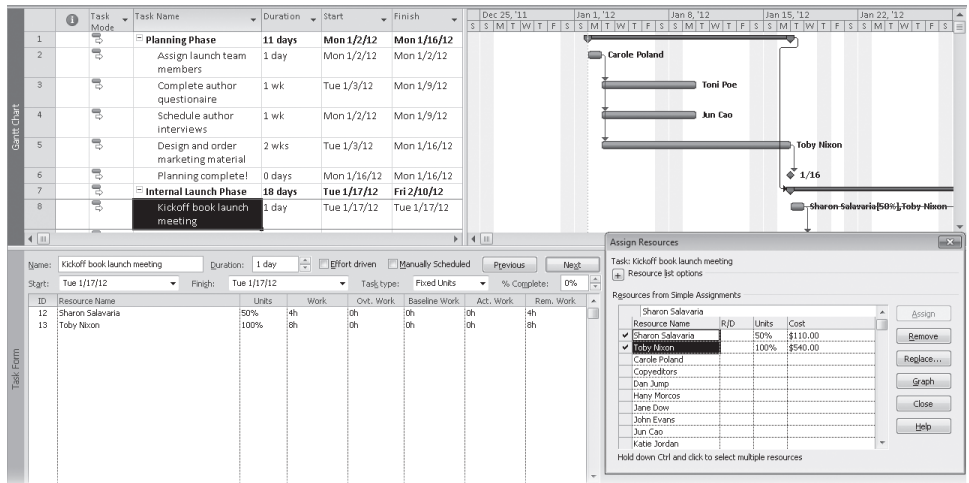 Task Mode	Task Name	Duration	Start	Finish
Dec 25, '11	Jan 1, '12	Jan 8, '12	Jan 15, '12	Jan 22, '12
S S M T W T F S S M T W T F S S M T W T F S S M T W T F S S M T W T F S
Gantt Chart
1	Planning Phase	11 days	Mon 1/2/12	Mon 1/16/12
2	Assign launch team members	1 day	Mon 1/2/12	Mon 1/2/12	Carole Poland
3	Complete author questionaire	1 wk	Tue 1/3/12	Mon 1/9/12	Toni Poe
4	Schedule author interviews	1 wk	Tue 1/3/12	Mon 1/9/12	Jun Cao
5	Design and order marketing material	2 wks	Tue 1/3/12	Mon 1/16/12	Toby Nixon
6	Planning complete!	0 days	Mon 1/16/12	Mon 1/16/12	1/16
7	Internal Launch Phase	18 days	Tue 1/17/12	Fri 2/10/12
8	Kickoff book launch meeting	1 day	Tue 1/17/12	Tue 1/17/12	Sharon Salavaria[50%],Toby Nixon
Task Form
Name: Kickoff book launch meeting	Duration: 1 day	Effort driven	Manually Scheduled	Previous	Next
Start: Tue 1/17/12	Finish: Tue 1/17/12	Task type: Fixed Units	% Complete: 0%
ID	Resource Name	Units	Work	Ovt. Work	Baseline Work	Act. Work	Rem. Work
12	Sharon Salavaria	50%	4h	0h	0h	0h	4h
13	Toby Nixon	100%	8h	0h	0h	0h	8h
Assign Resources
Task: Kickoff book launch meeting
+ Resource list options
Resources from Simple Assignments
Sharon Salavaria
Resource Name	R/D	Units	Cost
Sharon Salavaria	50%	$110.00
Toby Nixon	100%	$540.00
Carole Poland
Copyeditors
Dan Jump
Hany Morcos
Jane Dow
John Evans
Jun Cao
Katie Jordan
Assign
Remove
Replace...
Graph
Close
Help
Hold down Ctrl and click to select multiple resources